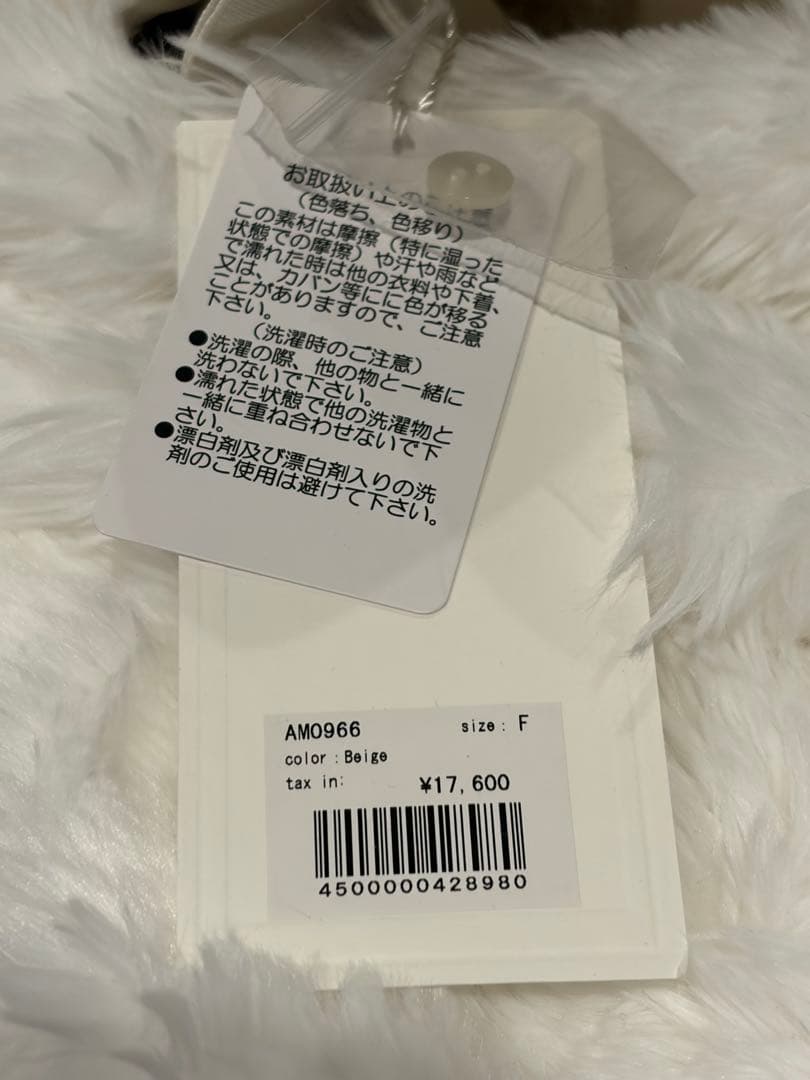 お取扱い上のご注意
(色落ち、色移り)
この素材は摩擦(特に湿った
状態での摩擦)や汗や雨など
で濡れた時は他の衣料や下着、
又は、カバン等にに色が移る
ことがありますので、ご注意
下さい。
(洗濯時のご注意)
●洗濯の際、他の物と一緒に
洗わないで下さい。
●濡れた状態で他の洗濯物と
一緒に重ね合わせないで下
さい。
●漂白剤及び漂白剤入りの洗
剤のご使用は避けて下さい。
AM0966 size : F
color : Beige
tax in: ¥17,600
4500000428980